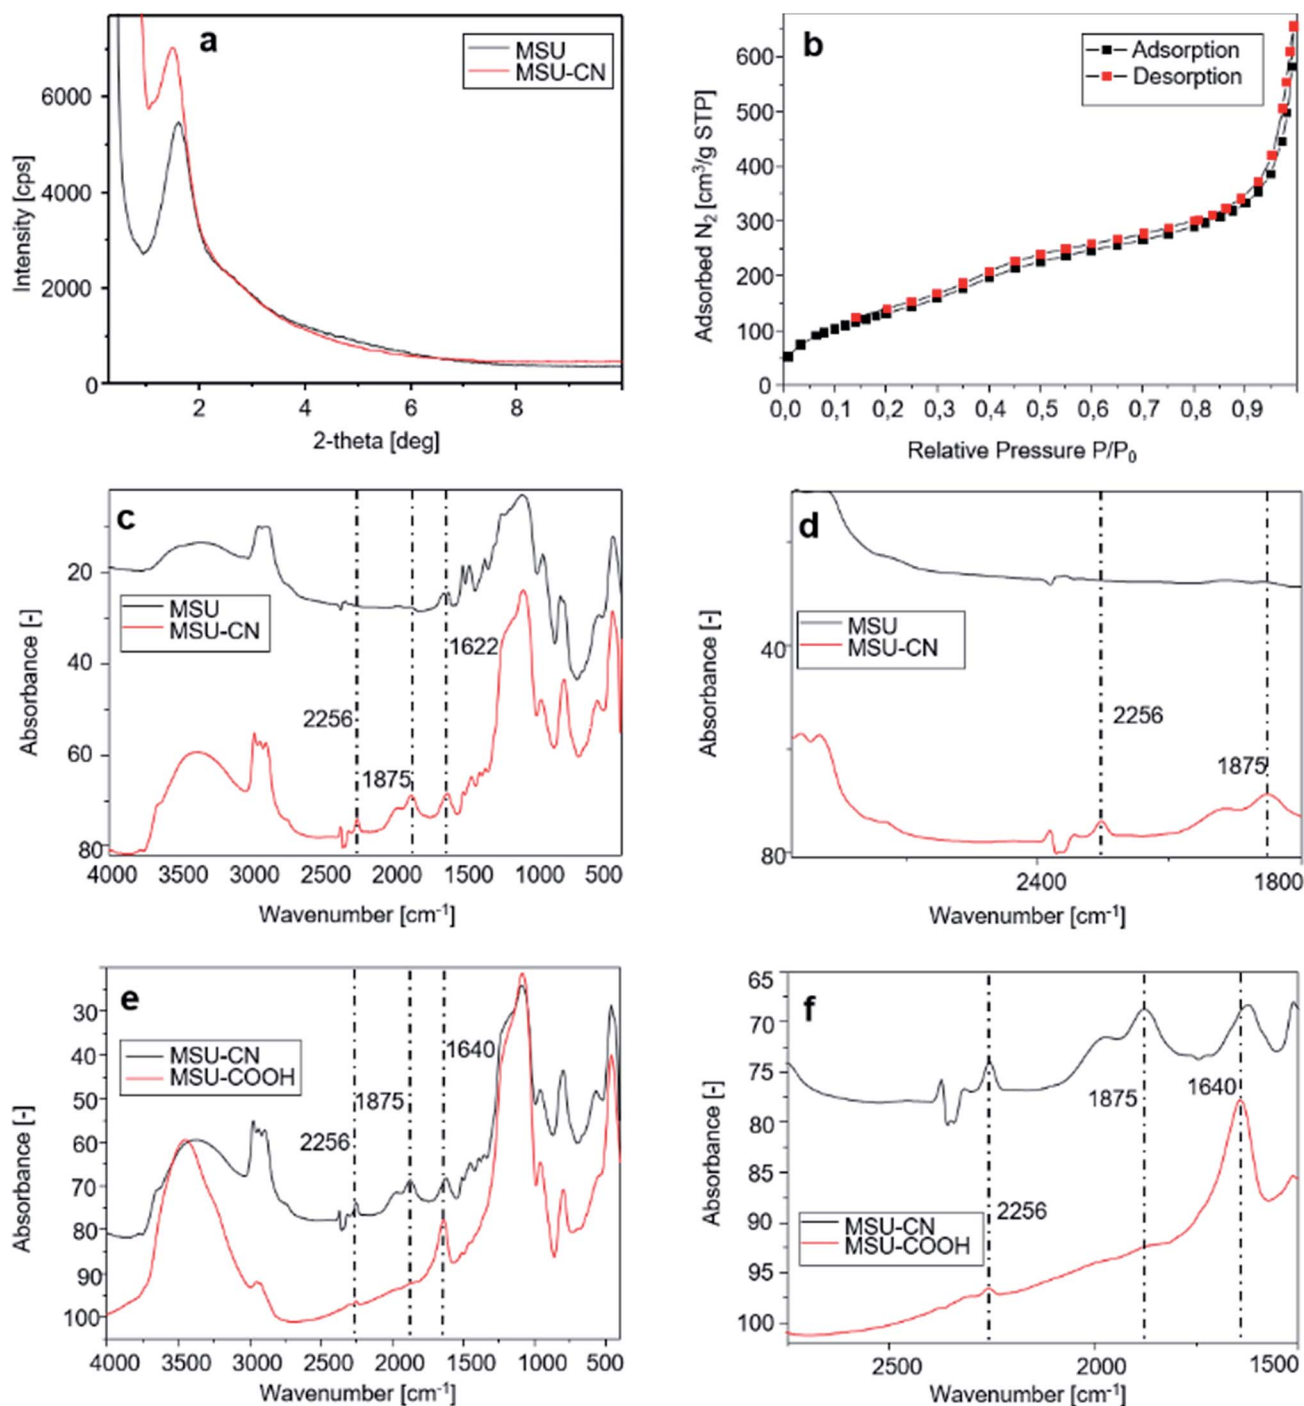 a
MSU
MSU-CN
6000
4000
2000
0
2
4
6
8
Intensity [cps]
2-theta [deg]
b
Adsorption
Desorption
600
500
400
300
200
100
0
0,0
0,1
0,2
0,3
0,4
0,5
0,6
0,7
0,8
0,9
Adsorbed N₂ [cm³/g STP]
Relative Pressure P/P₀
c
MSU
MSU-CN
20
40
60
80
1622
2256
1875
4000
3500
3000
2500
2000
1500
1000
500
Absorbance [-]
Wavenumber [cm⁻¹]
d
MSU
MSU-CN
40
80
2256
1875
2400
1800
Absorbance [-]
Wavenumber [cm⁻¹]
e
MSU-CN
MSU-COOH
30
40
50
60
70
80
90
100
1640
1875
2256
4000
3500
3000
2500
2000
1500
1000
500
Absorbance [-]
Wavenumber [cm⁻¹]
f
MSU-CN
MSU-COOH
65
70
75
80
85
90
95
100
1875
1640
2256
2500
2000
1500
Absorbance [-]
Wavenumber [cm⁻¹]